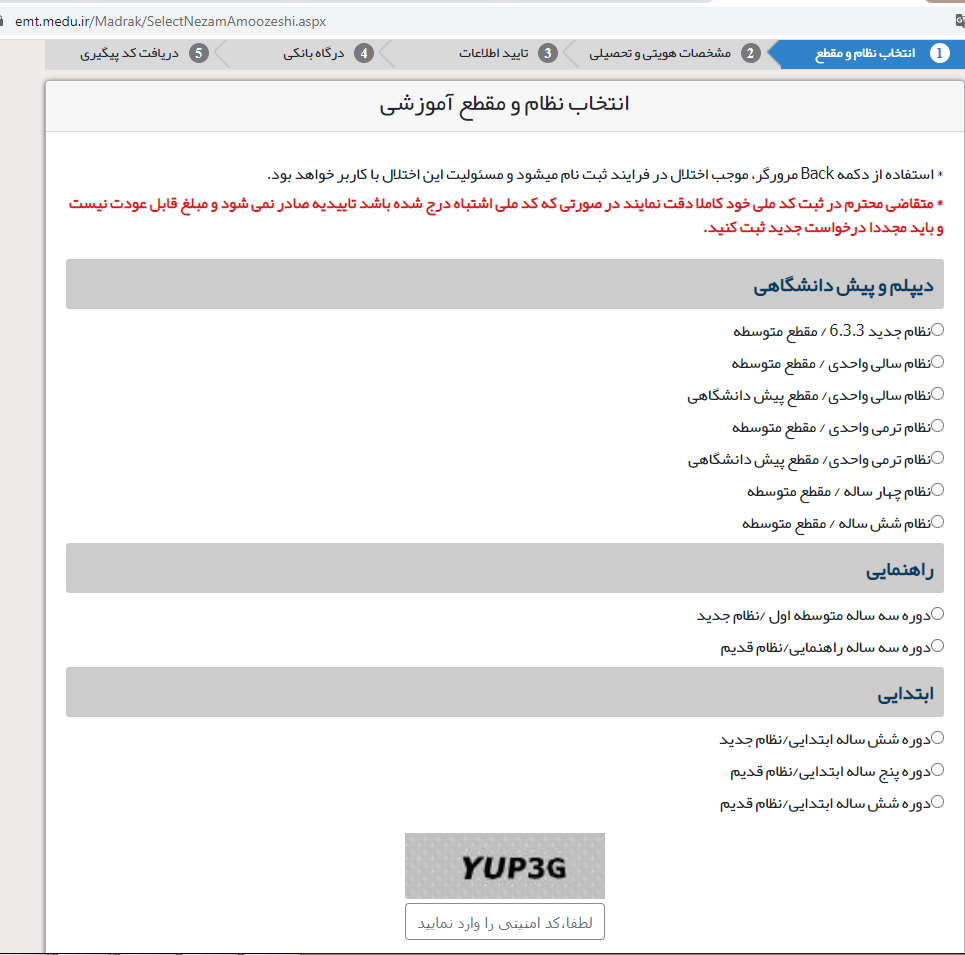 emt.medu.ir/Madrak/SelectNezamAmoozeshi.aspx
1 انتخاب نظام و مقطع
2 مشخصات هویتی و تحصیلی
3 تایید اطلاعات
4 درگاه بانکی
5 دریافت کد پیگیری
انتخاب نظام و مقطع آموزشی
* استفاده از دکمه Back مرورگر، موجب اختلال در فرایند ثبت نام میشود و مسئولیت این اختلال با کاربر خواهد بود.
* متقاضی محترم در ثبت کد ملی خود کاملا دقت نمایند در صورتی که کد ملی اشتباه درج شده باشد تاییدیه صادر نمی شود و مبلغ قابل عودت نیست
و باید مجددا درخواست جدید ثبت کنید.
دیپلم و پیش دانشگاهی
نظام جدید 6.3.3 / مقطع متوسطه
نظام سالی واحدی / مقطع متوسطه
نظام سالی واحدی/ مقطع پیش دانشگاهی
نظام ترمی واحدی / مقطع متوسطه
نظام ترمی واحدی/ مقطع پیش دانشگاهی
نظام چهار ساله / مقطع متوسطه
نظام شش ساله / مقطع متوسطه
راهنمایی
دوره سه ساله متوسطه اول /نظام جدید
دوره سه ساله راهنمایی/نظام قدیم
ابتدایی
دوره شش ساله ابتدایی/نظام جدید
دوره پنج ساله ابتدایی/نظام قدیم
دوره شش ساله ابتدایی/نظام قدیم
YUP3G
لطفا،کد امنیتی را وارد نمایید